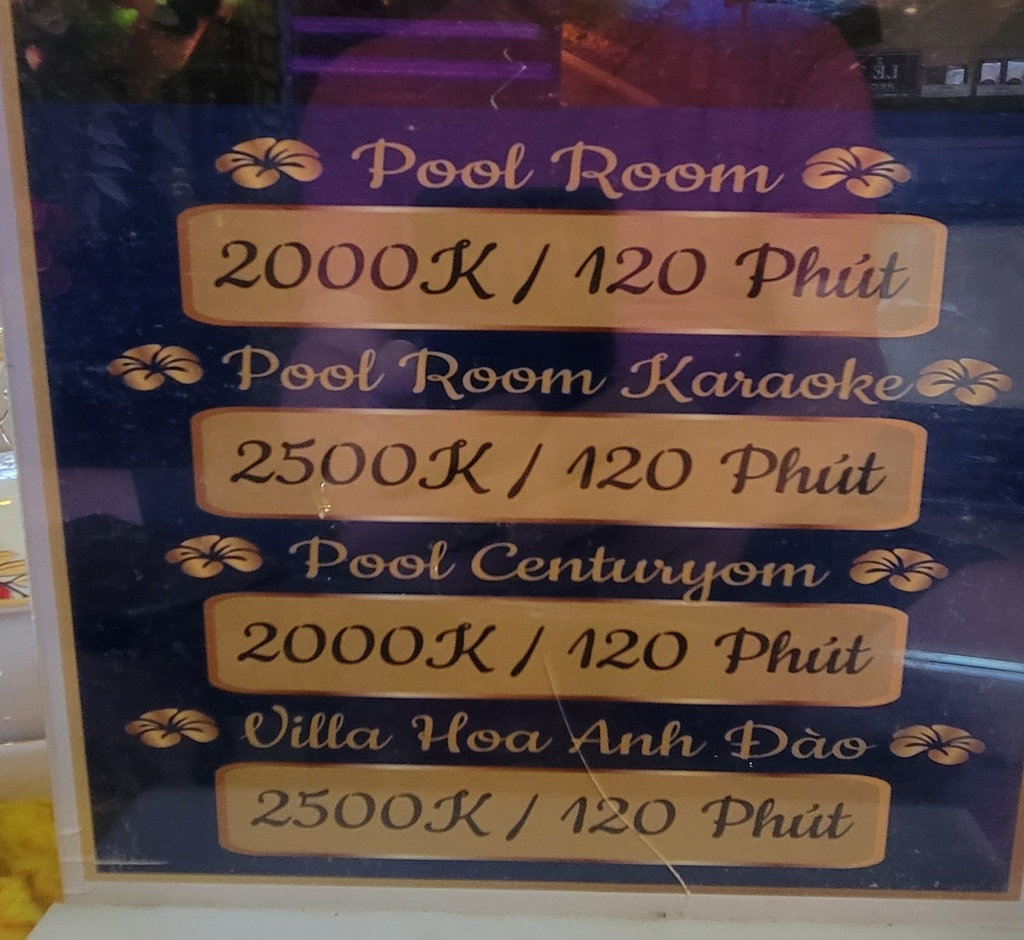 Pool Room
2000K / 120 Phút
Pool Room Karaoke
2500K / 120 Phút
Pool Centuryom
2000K / 120 Phút
Villa Hoa Anh Đào
2500K / 120 Phút